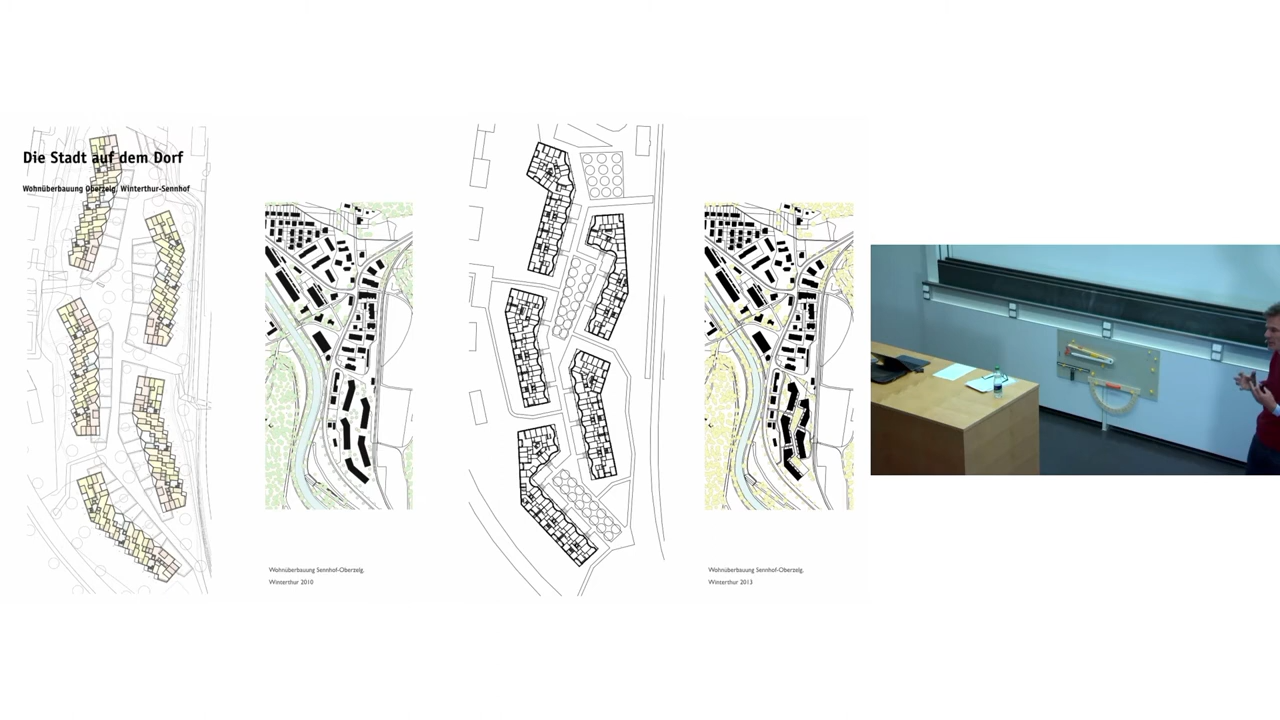 Die Stadt auf dem Dorf
Wohnüberbauung Oberzelg, Winterthur-Sennhof
Wohnüberbauung Sennhof-Oberzelg,
Winterthur 2010
Wohnüberbauung Sennhof-Oberzelg,
Winterthur 2013